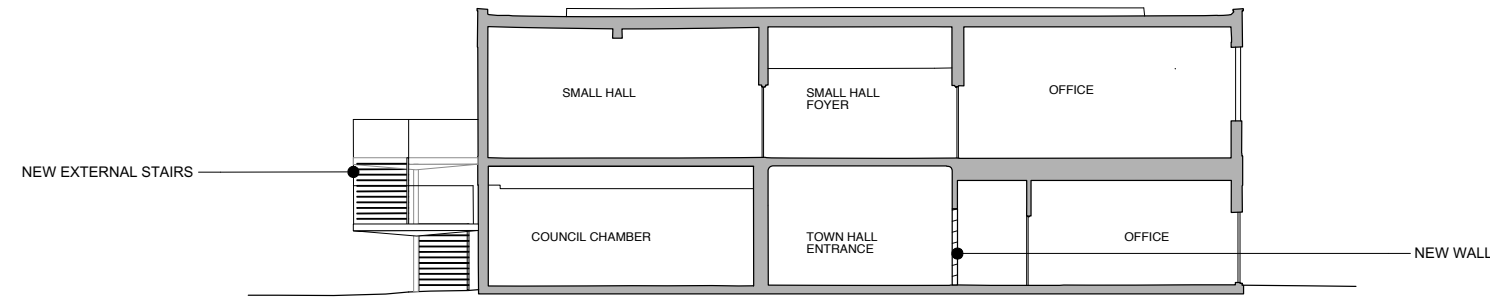 SMALL HALL
SMALL HALL
FOYER
OFFICE
NEW EXTERNAL STAIRS
COUNCIL CHAMBER
TOWN HALL
ENTRANCE
OFFICE
NEW WALL